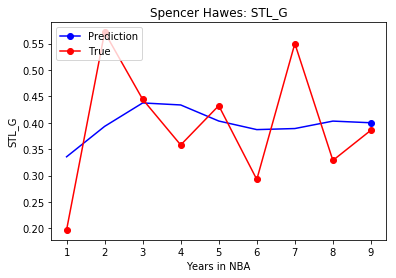 Spencer Hawes: STL_G
Prediction
True
STL_G
0.55
0.50
0.45
0.40
0.35
0.30
0.25
0.20
1 2 3 4 5 6 7 8 9
Years in NBA